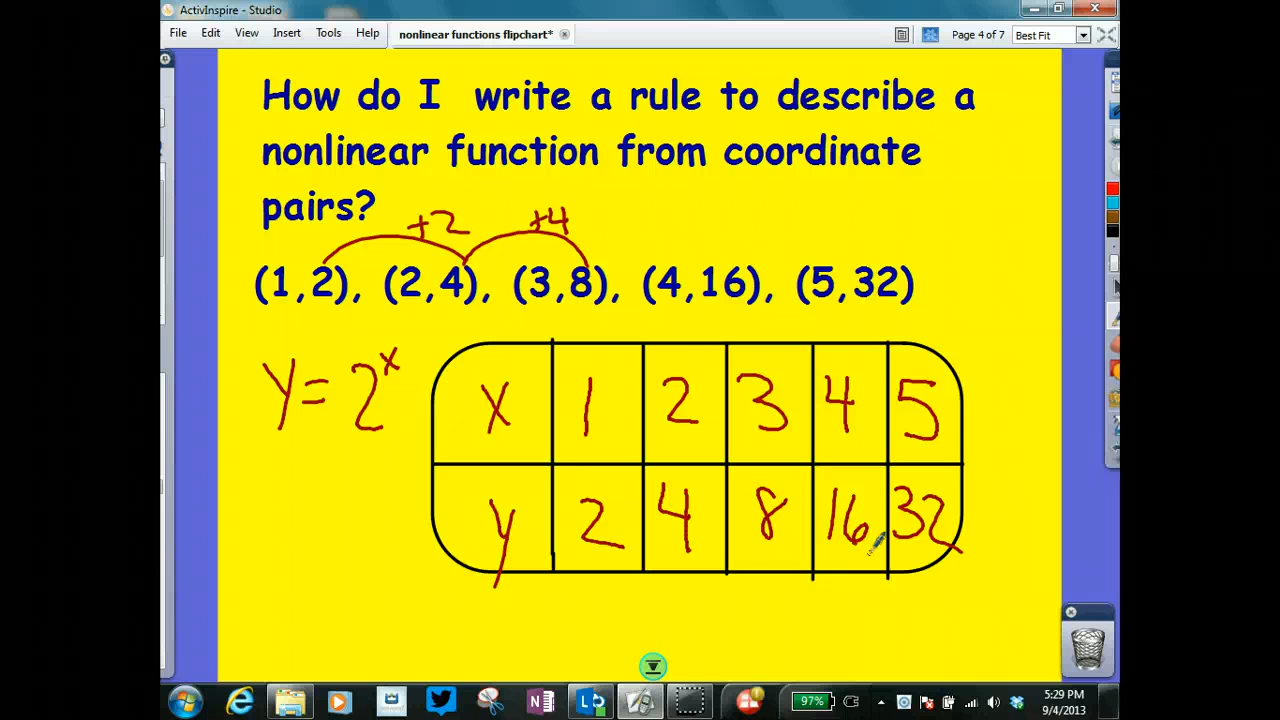 ActivInspire - Studio
File Edit View Insert Tools Help
nonlinear functions flipchart*
Page 4 of 7
Best Fit
How do I write a rule to describe a
nonlinear function from coordinate
pairs?
+2 +4
(1,2), (2,4), (3,8), (4,16), (5,32)
y = 2^x
x 1 2 3 4 5
y 2 4 8 16 32
97%
5:29 PM
9/4/2013